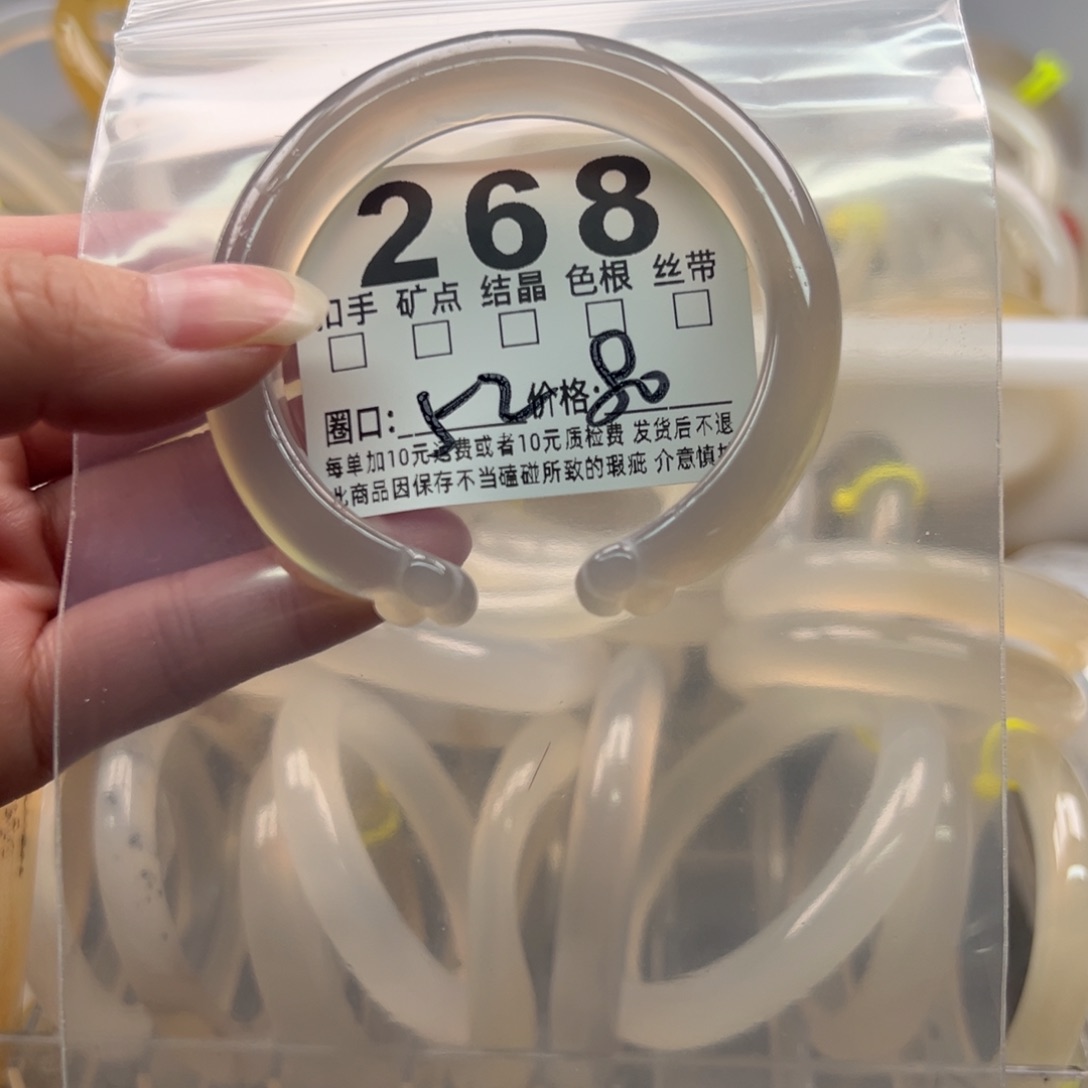 268
扣手 矿点 结晶 色根 丝带
圈口: 52 价格: 80
每单加10元运费或者10元质检费 发货后不退
此商品因保存不当磕碰所致的瑕疵 介意慎拍